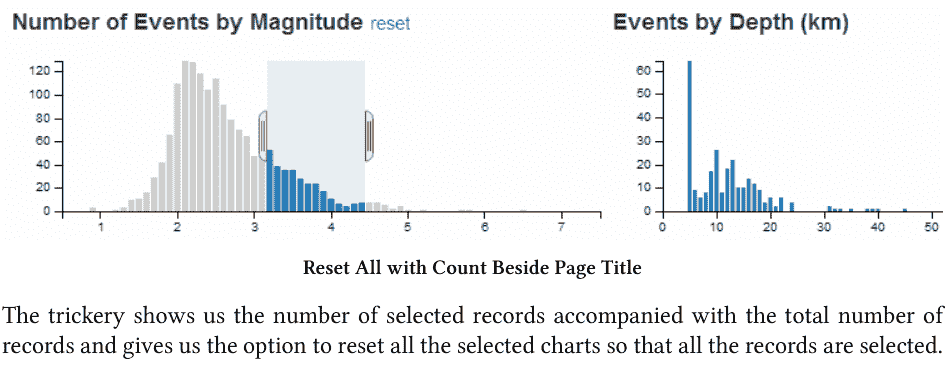 Number of Events by Magnitude reset
Events by Depth (km)
120
100
80
60
40
20
0
1 2 3 4 5 6 7
60
50
40
30
20
10
0
0 10 20 30 40 50
Reset All with Count Beside Page Title
The trickery shows us the number of selected records accompanied with the total number of
records and gives us the option to reset all the selected charts so that all the records are selected.